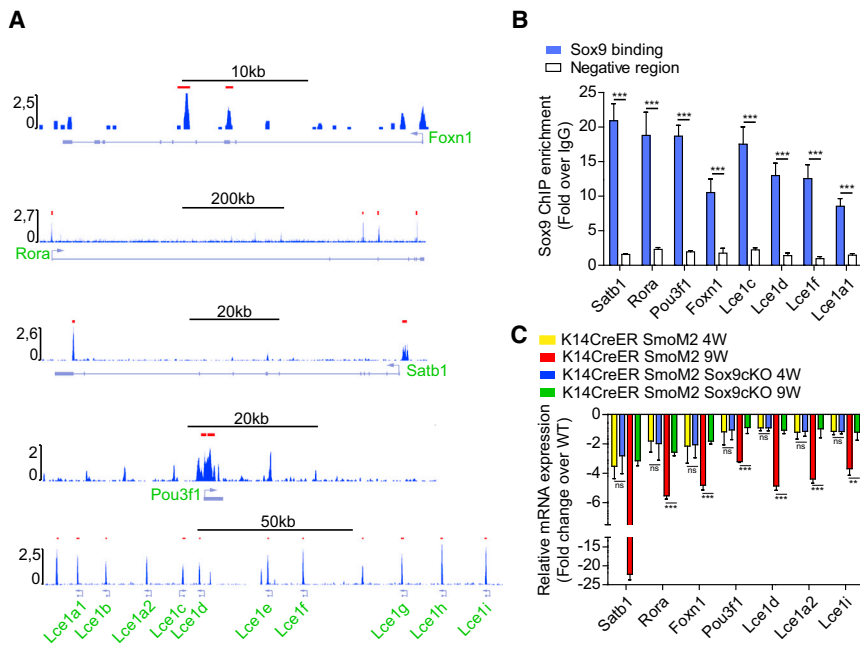 A
10kb
2,5
0
Foxn1
200kb
2,7
0
Rora
20kb
2,6
0
Satb1
20kb
2
0
Pou3f1
50kb
2,5
0
Lce1a1
Lce1b
Lce1a2
Lce1c
Lce1d
Lce1e
Lce1f
Lce1g
Lce1h
Lce1i
B
Sox9 binding
Negative region
Sox9 ChIP enrichment
(Fold over IgG)
25
20
15
10
5
0
*** *** *** *** *** *** *** ***
Satb1
Rora
Pou3f1
Foxn1
Lce1c
Lce1d
Lce1f
Lce1a1
C
K14CreER SmoM2 4W
K14CreER SmoM2 9W
K14CreER SmoM2 Sox9cKO 4W
K14CreER SmoM2 Sox9cKO 9W
Relative mRNA expression
(Fold change over WT)
0
-2
-4
-6
-15
-20
-25
ns ns ns ns ns ns ns
*** *** *** *** *** **
Satb1
Rora
Foxn1
Pou3f1
Lce1d
Lce1a2
Lce1i